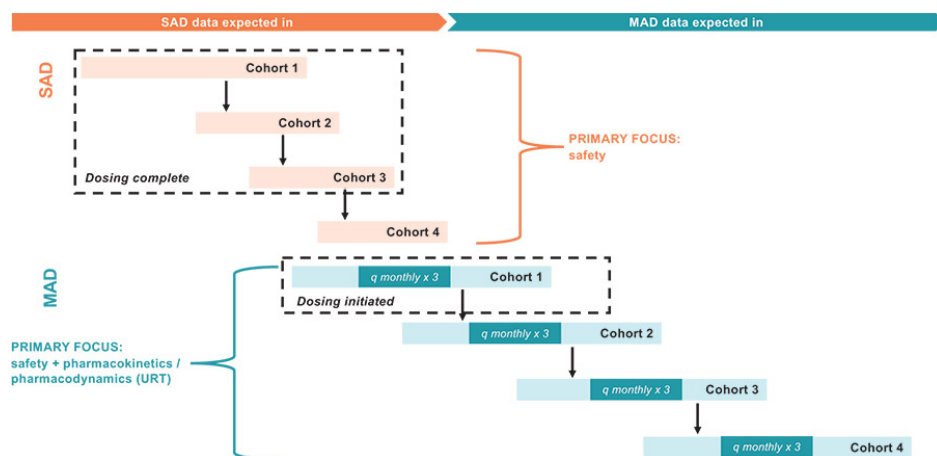 SAD data expected in
MAD data expected in
SAD
Cohort 1
Cohort 2
Cohort 3
Dosing complete
Cohort 4
PRIMARY FOCUS:
safety
MAD
q monthly x 3
Cohort 1
Dosing initiated
q monthly x 3
Cohort 2
PRIMARY FOCUS:
safety + pharmacokinetics /
pharmacodynamics (URT)
q monthly x 3
Cohort 3
q monthly x 3
Cohort 4